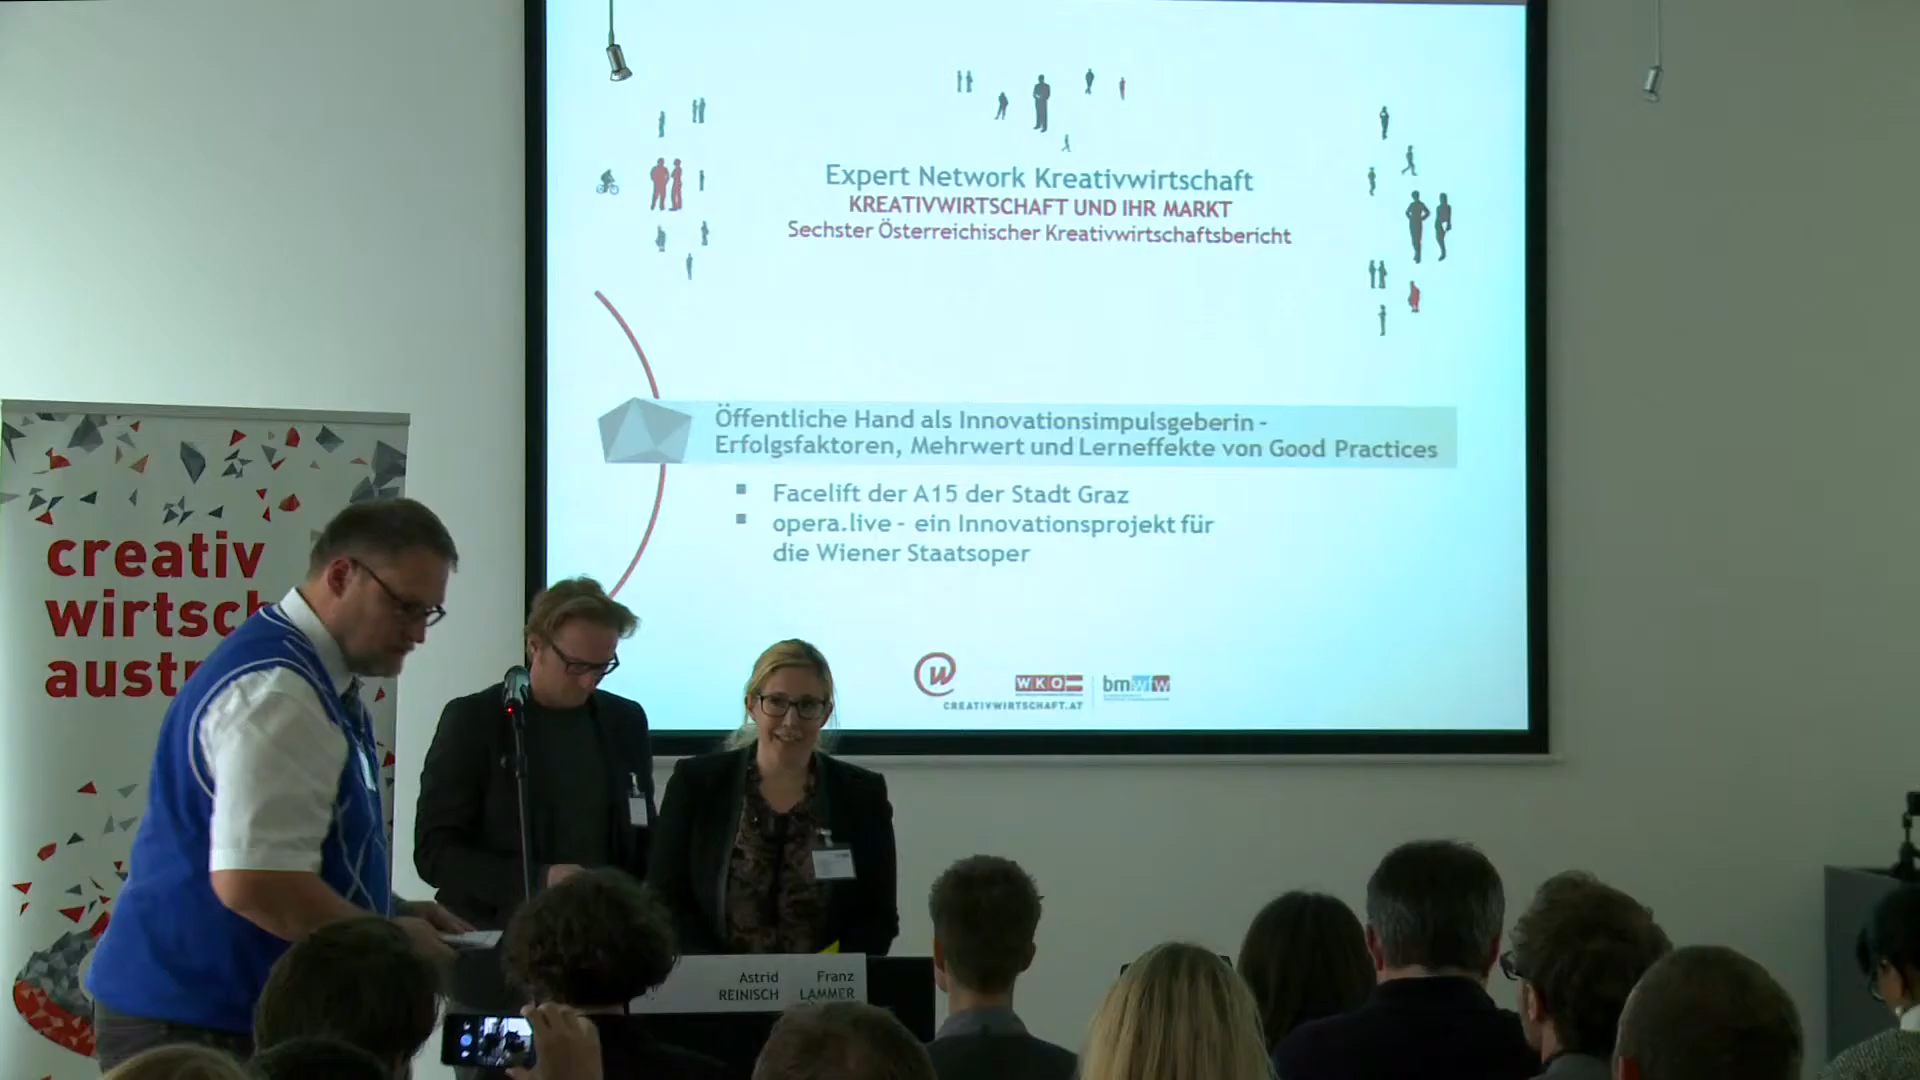 Expert Network Kreativwirtschaft
KREATIVWIRTSCHAFT UND IHR MARKT
Sechster Österreichischer Kreativwirtschaftsbericht
Öffentliche Hand als Innovationsimpulsgeberin -
Erfolgsfaktoren, Mehrwert und Lerneffekte von Good Practices
Facelift der A15 der Stadt Graz
opera.live - ein Innovationsprojekt für
die Wiener Staatsoper
WKO
bmwfw
CREATIVWIRTSCHAFT.AT
creativ
wirtsch
austr
Astrid
REINISCH
Franz
LAMMER